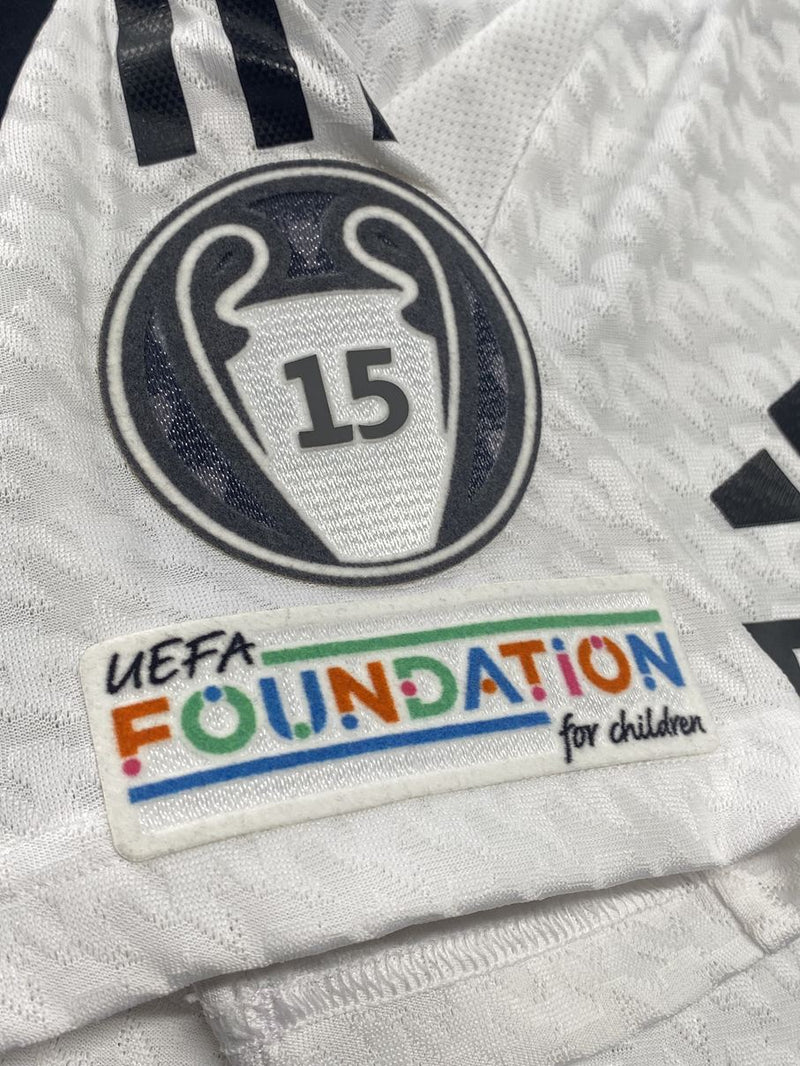 15
UEFA
FOUNDATION
for children